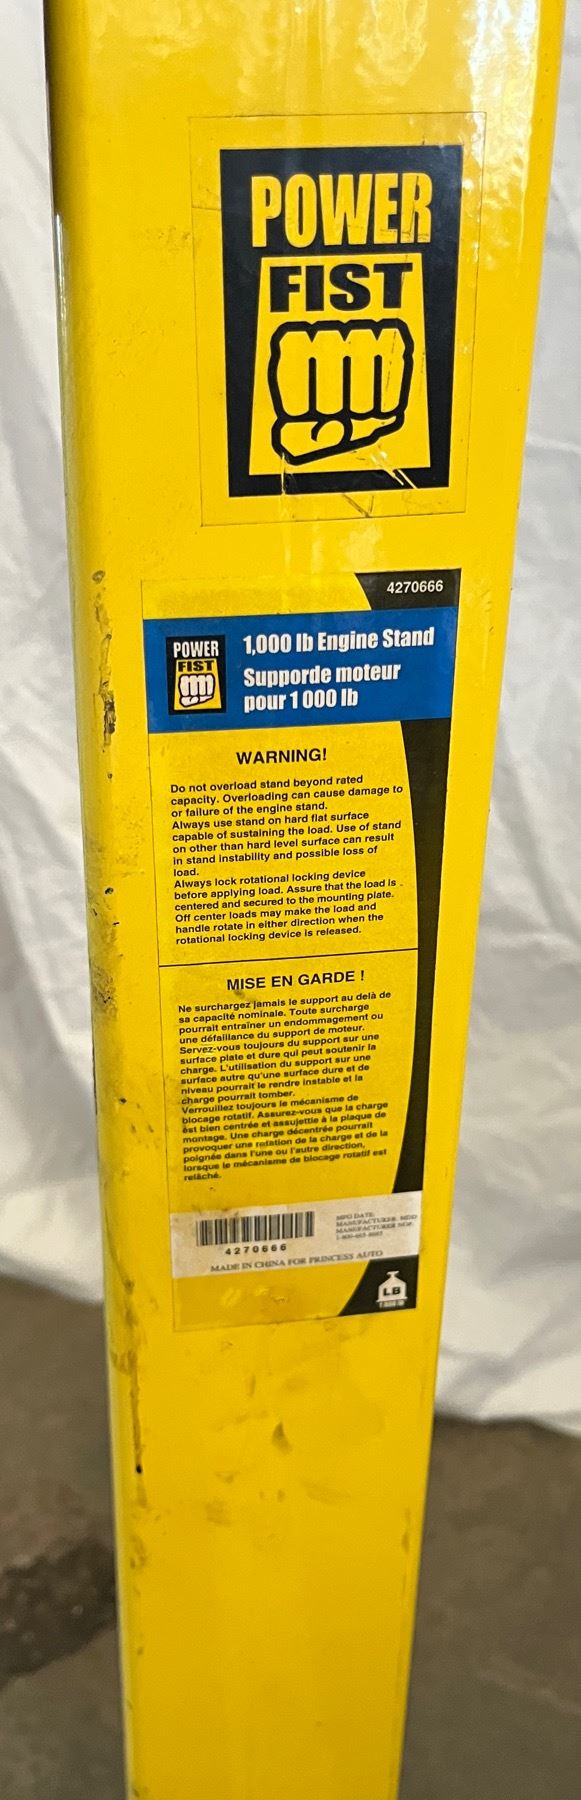 POWER
FIST
4270666
POWER
FIST
1,000 lb Engine Stand
Supporde moteur
pour 1 000 lb
WARNING!
Do not overload stand beyond rated
capacity. Overloading can cause damage to
or failure of the engine stand.
Always use stand on hard flat surface
capable of sustaining the load. Use of stand
on other than hard level surface can result
in stand instability and possible loss of
load.
Always lock rotational locking device
before applying load. Assure that the load is
centered and secured to the mounting plate.
Off center loads may make the load and
handle rotate in either direction when the
rotational locking device is released.
MISE EN GARDE !
Ne surchargez jamais le support au delà de
sa capacité nominale. Toute surcharge
pourrait entraîner un endommagement ou
une défaillance du support de moteur.
Servez-vous toujours du support sur une
surface plate et dure qui peut soutenir la
charge. L'utilisation du support sur une
surface autre qu'une surface dure et de
niveau pourrait le rendre instable et la
charge pourrait tomber.
Verrouillez toujours le mécanisme de
blocage rotatif. Assurez-vous que la charge
est bien centrée et assujettie à la plaque de
montage. Une charge décentrée pourrait
provoquer une rotation de la charge et de la
poignée dans l'une ou l'autre direction,
lorsque le mécanisme de blocage rotatif est
relâché.
MFG DATE:
MANUFACTURER:
MANUFACTURER
4270666
MADE IN CHINA FOR PRINCESS AUTO
LB